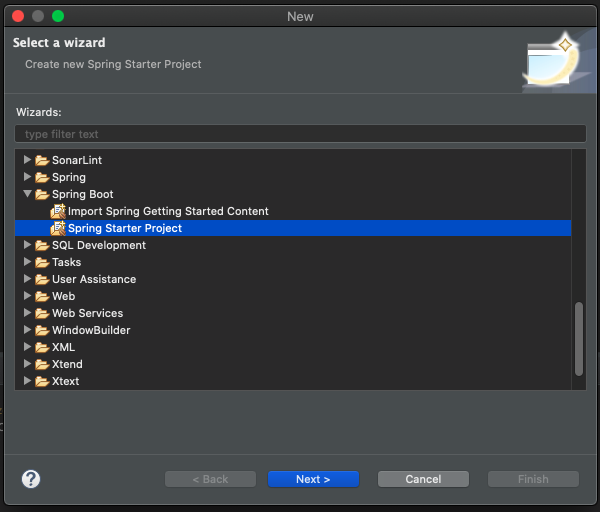 New
Select a wizard
Create new Spring Starter Project
Wizards:
type filter text
SonarLint
Spring
Spring Boot
Import Spring Getting Started Content
Spring Starter Project
SQL Development
Tasks
User Assistance
Web
Web Services
WindowBuilder
XML
Xtend
Xtext
?
< Back
Next >
Cancel
Finish